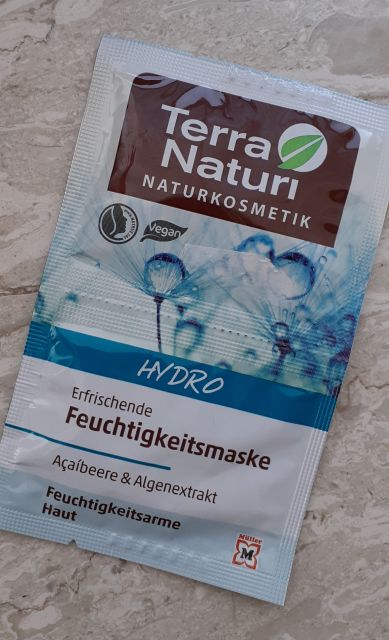 Terra
Naturi
NATURKOSMETIK
Vegan
HYDRO
Erfrischende
Feuchtigkeitsmaske
Açaíbeere & Algenextrakt
Feuchtigkeitsarme
Haut
Müller
M